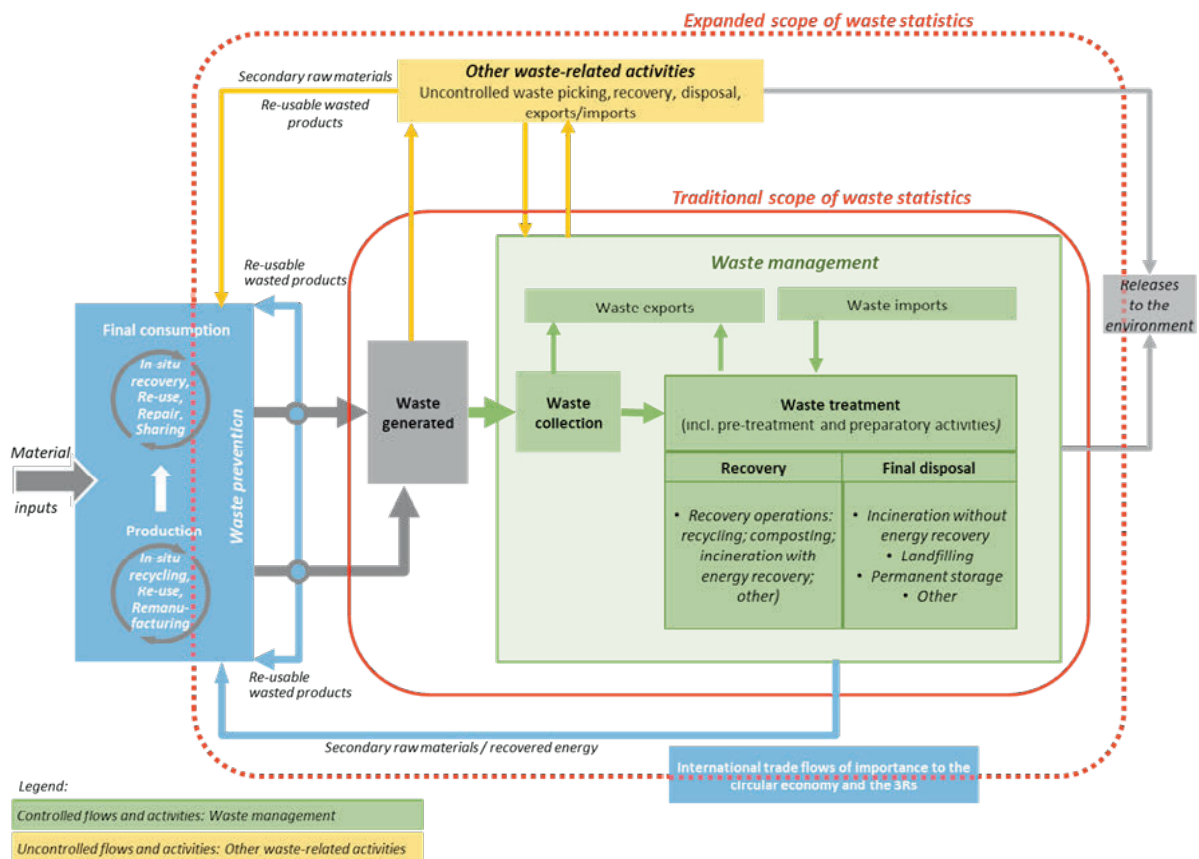 Expanded scope of waste statistics
Other waste-related activities
Uncontrolled waste picking, recovery, disposal,
exports/imports
Secondary raw materials
Re-usable wasted
products
Traditional scope of waste statistics
Waste management
Waste exports
Waste imports
Re-usable
wasted products
Releases
to the
environment
Final consumption
In-situ
recovery,
Re-use,
Repair,
Sharing
Waste prevention
Material
inputs
Production
In-situ
recycling,
Re-use,
Remanu-
facturing
Waste
generated
Waste
collection
Waste treatment
(incl. pre-treatment and preparatory activities)
Recovery
Final disposal
• Recovery operations:
recycling; composting;
incineration with
energy recovery;
other)
• Incineration without
energy recovery
• Landfilling
• Permanent storage
• Other
Re-usable
wasted products
Secondary raw materials / recovered energy
International trade flows of importance to the
circular economy and the 3Rs
Legend:
Controlled flows and activities: Waste management
Uncontrolled flows and activities: Other waste-related activities